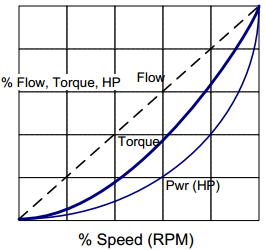 Flow
% Flow, Torque, HP
Torque
Pwr (HP)
% Speed (RPM)